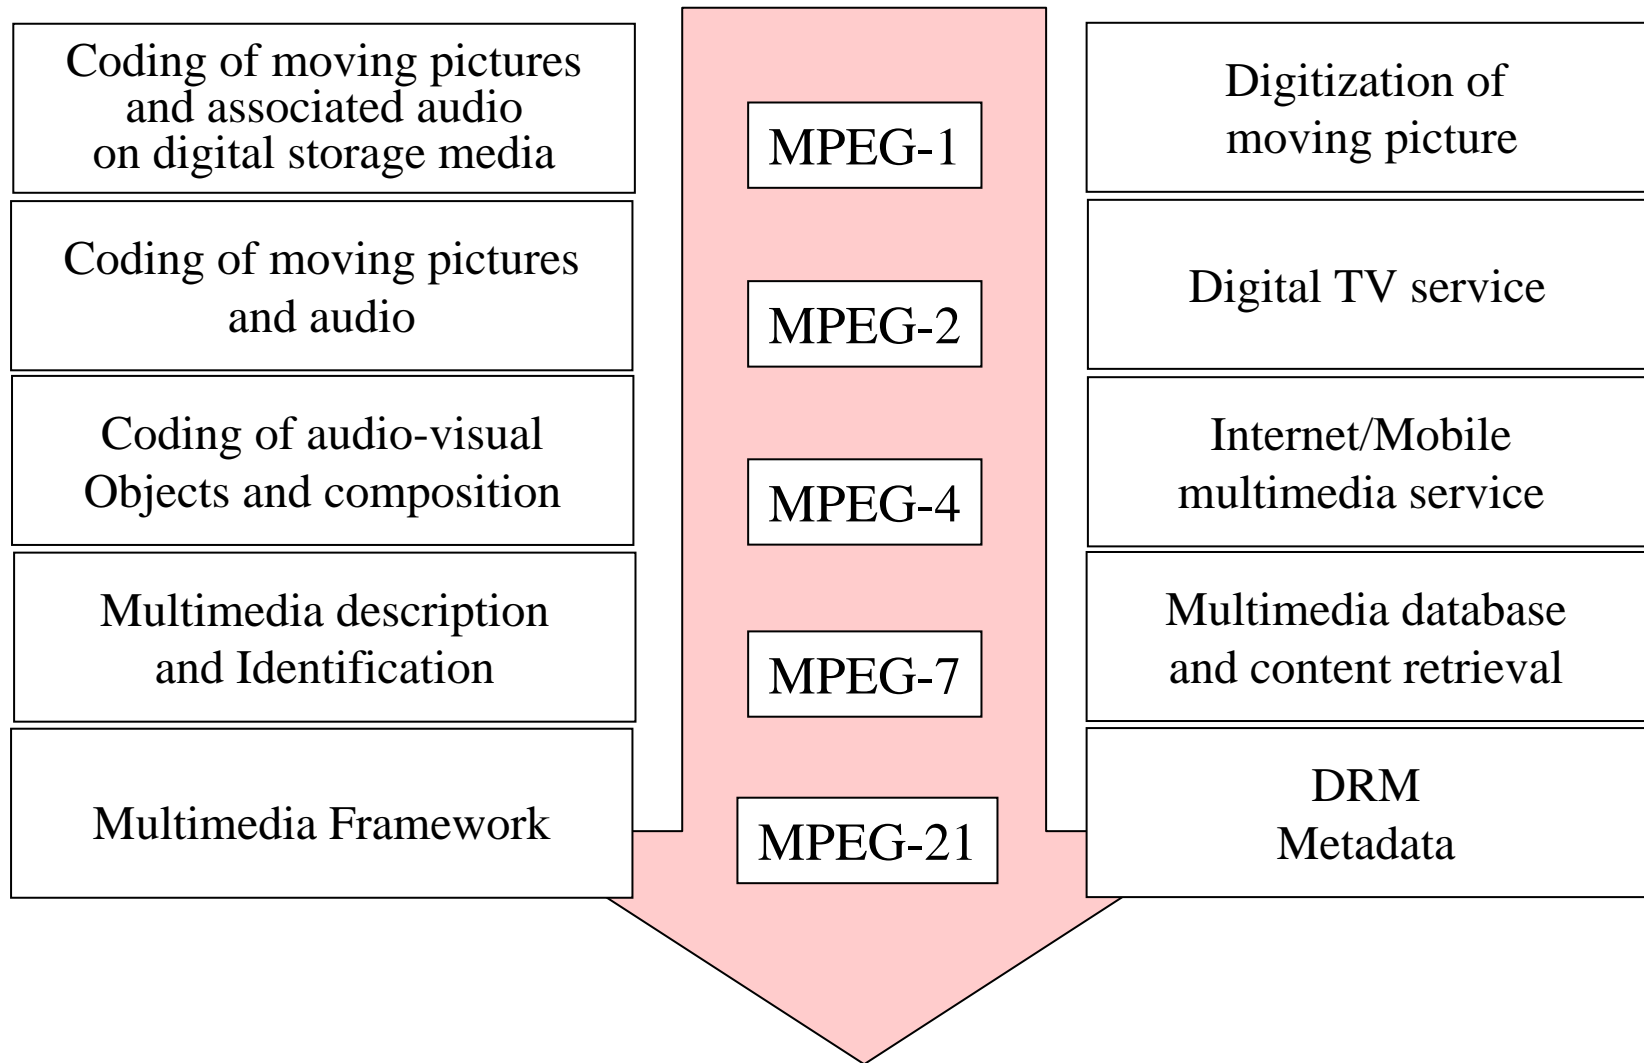 Coding of moving pictures
and associated audio
on digital storage media
MPEG-1
Digitization of
moving picture
Coding of moving pictures
and audio
MPEG-2
Digital TV service
Coding of audio-visual
Objects and composition
MPEG-4
Internet/Mobile
multimedia service
Multimedia description
and Identification
MPEG-7
Multimedia database
and content retrieval
Multimedia Framework
MPEG-21
DRM
Metadata